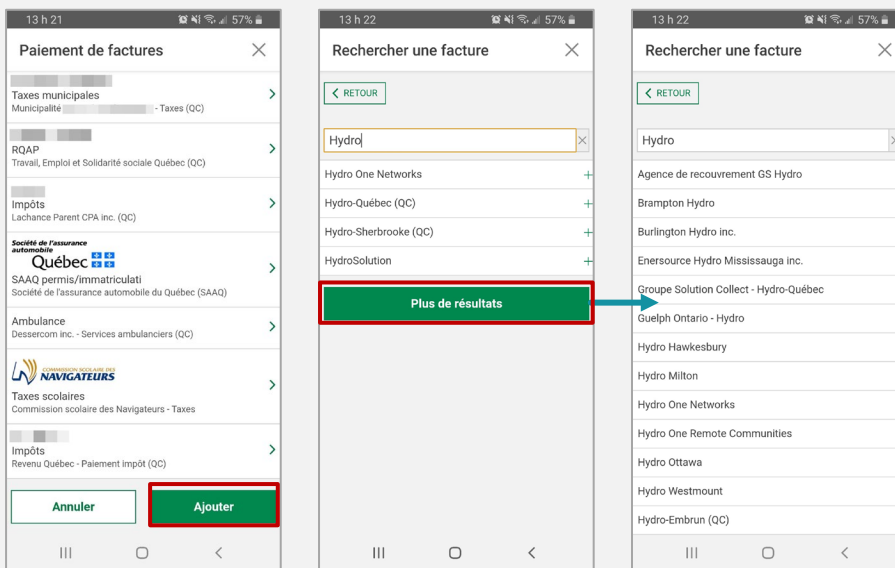 13 h 21
57%
Paiement de factures
Taxes municipales
Municipalité - Taxes (QC)
RQAP
Travail, Emploi et Solidarité sociale Québec (QC)
Impôts
Lachance Parent CPA inc. (QC)
Société de l'assurance
automobile
Québec
SAAQ permis/immatriculati
Société de l'assurance automobile du Québec (SAAQ)
Ambulance
Dessercom inc. - Services ambulanciers (QC)
COMMISSION SCOLAIRE DES
NAVIGATEURS
Taxes scolaires
Commission scolaire des Navigateurs - Taxes
Impôts
Revenu Québec - Paiement impôt (QC)
Annuler
Ajouter
13 h 22
57%
Rechercher une facture
RETOUR
Hydro
Hydro One Networks
Hydro-Québec (QC)
Hydro-Sherbrooke (QC)
HydroSolution
Plus de résultats
13 h 22
57%
Rechercher une facture
RETOUR
Hydro
Agence de recouvrement GS Hydro
Brampton Hydro
Burlington Hydro inc.
Enersource Hydro Mississauga inc.
Groupe Solution Collect - Hydro-Québec
Guelph Ontario - Hydro
Hydro Hawkesbury
Hydro Milton
Hydro One Networks
Hydro One Remote Communities
Hydro Ottawa
Hydro Westmount
Hydro-Embrun (QC)